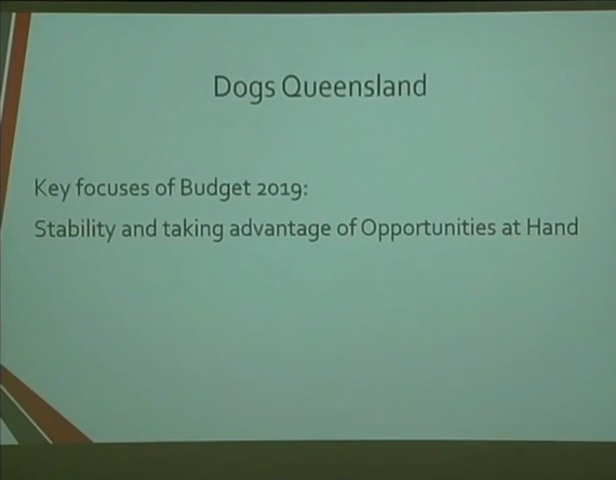 Dogs Queensland
Key focuses of Budget 2019:
Stability and taking advantage of Opportunities at Hand